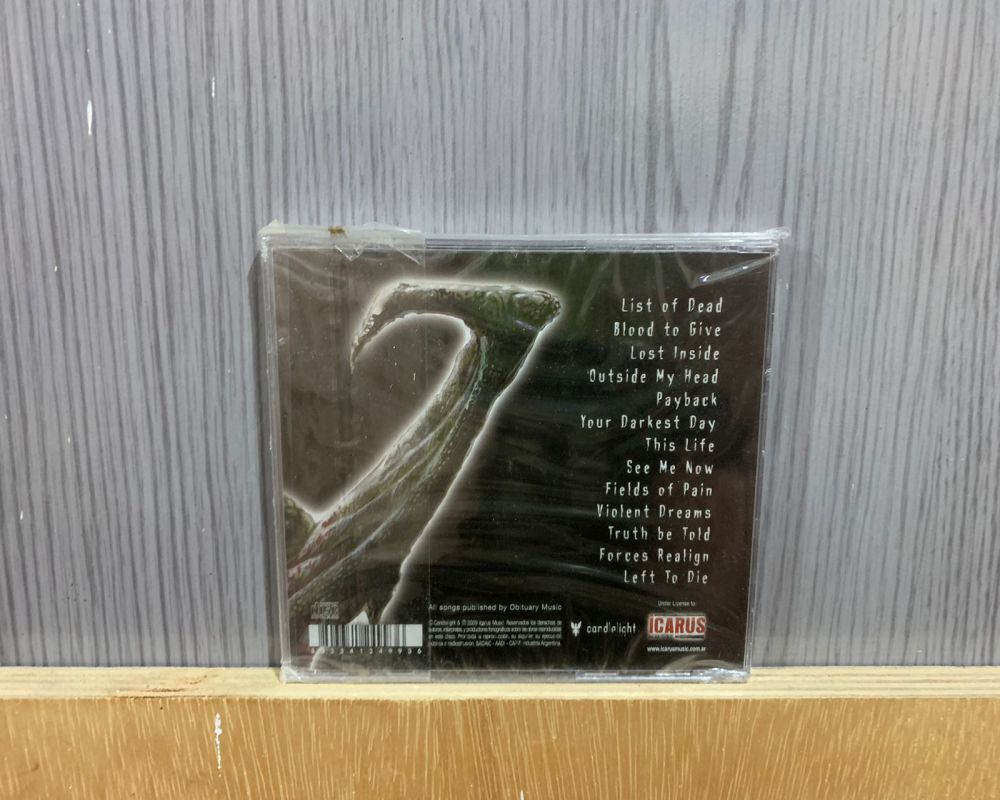 List of Dead
Blood to Give
Lost Inside
Outside My Head
Payback
Your Darkest Day
This Life
See Me Now
Fields of Pain
Violent Dreams
Truth be Told
Forces Realign
Left To Die
All songs published by Obituary Music
candlelight
Under License to:
ICARUS
www.icarusmusic.com.ar